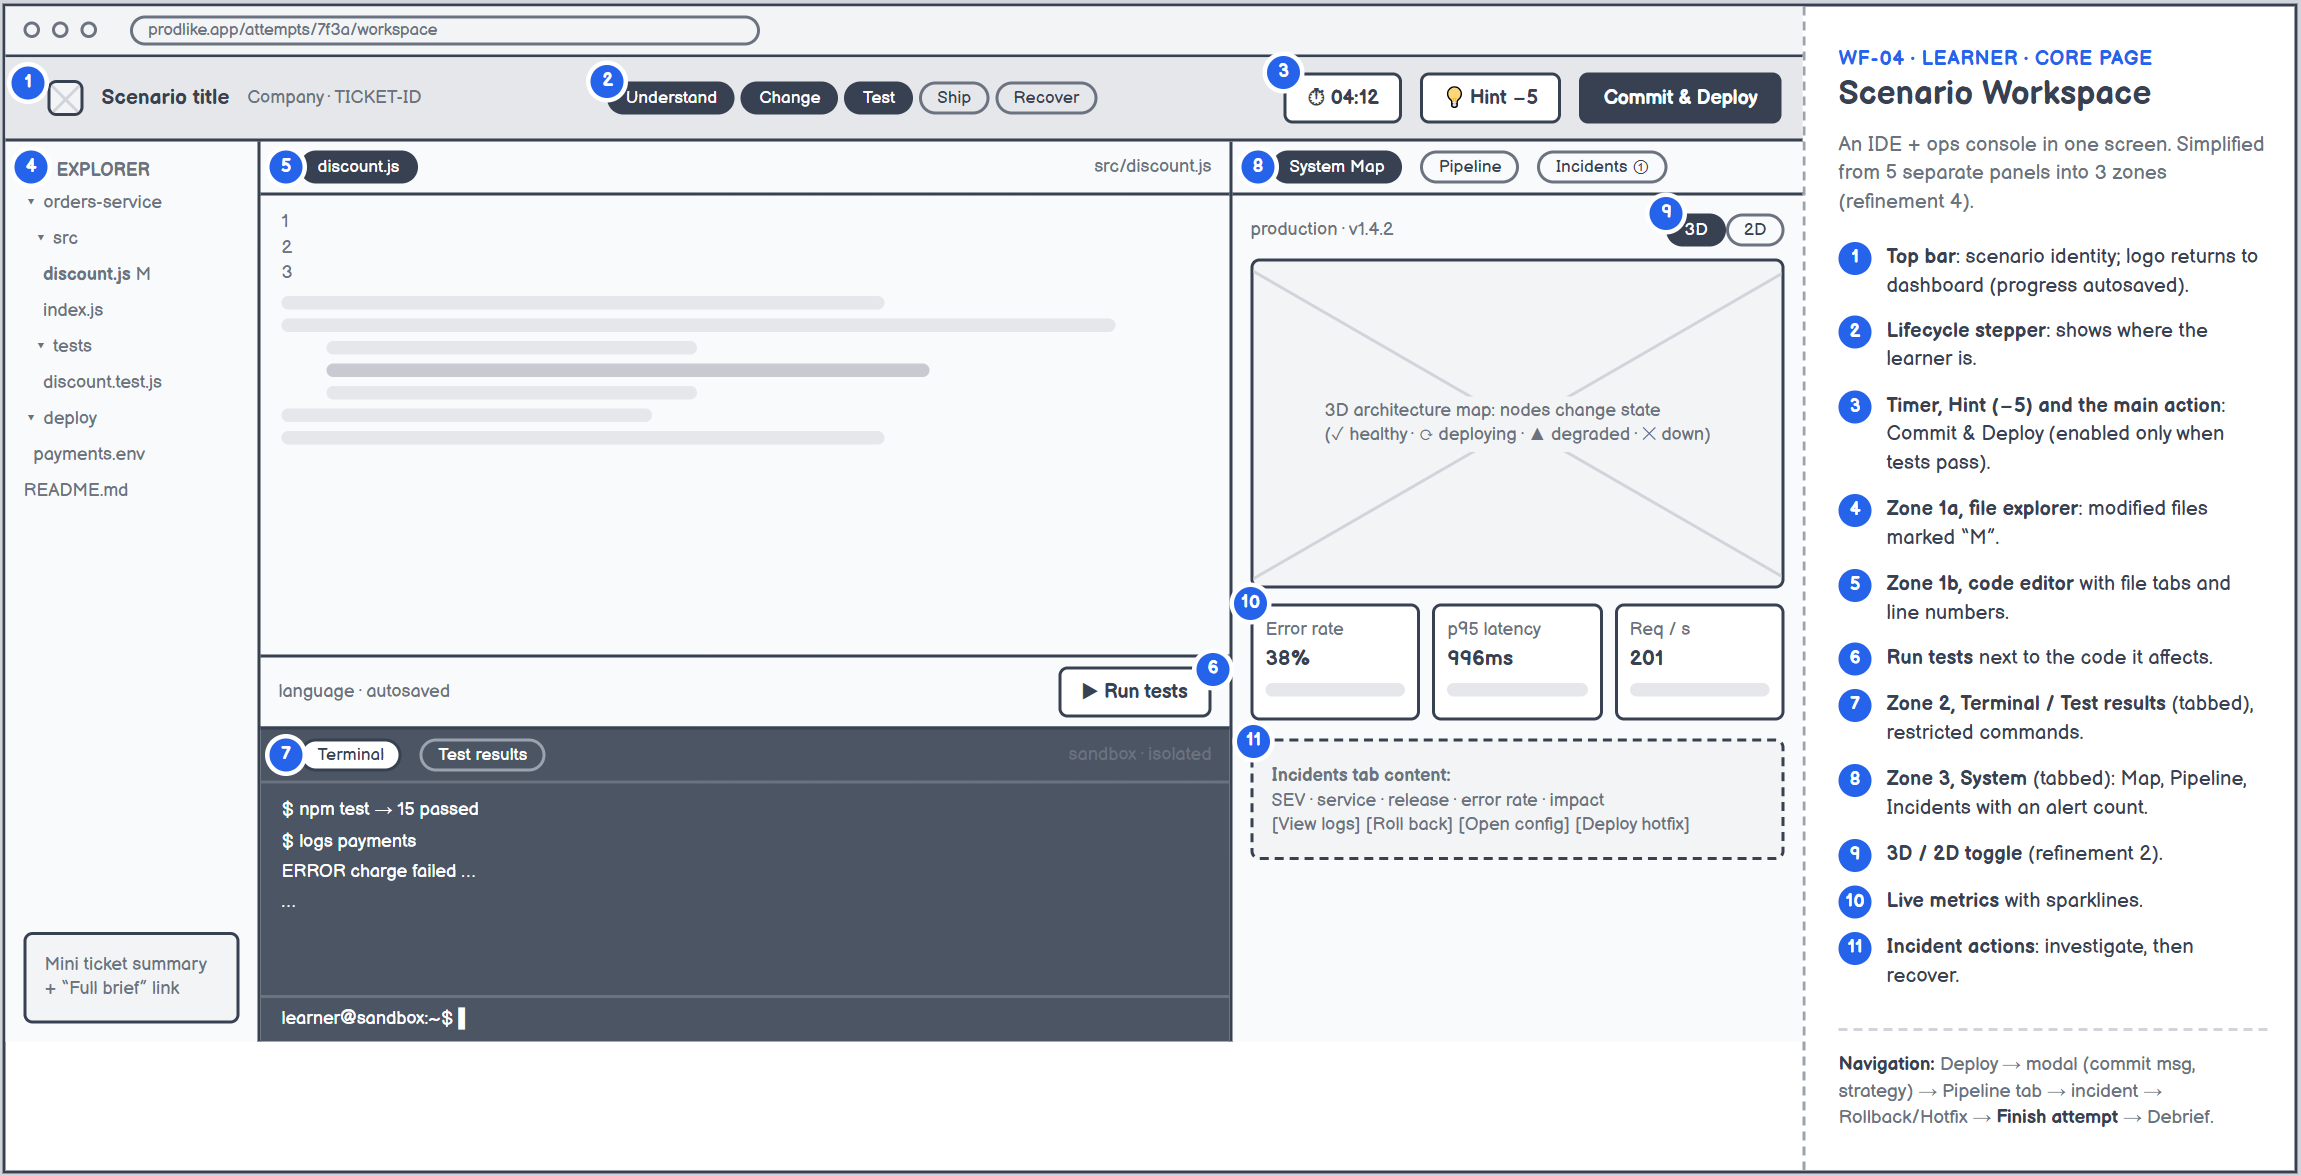 prodlike.app/attempts/7f3a/workspace
1
Scenario title
Company · TICKET-ID
2
Understand
Change
Test
Ship
Recover
3
⏱ 04:12
💡 Hint −5
Commit & Deploy
4
EXPLORER
▾ orders-service
▾ src
discount.js M
index.js
▾ tests
discount.test.js
▾ deploy
payments.env
README.md
Mini ticket summary
+ “Full brief” link
5
discount.js
src/discount.js
1
2
3
language · autosaved
6
▶ Run tests
7
Terminal
Test results
sandbox · isolated
$ npm test → 15 passed
$ logs payments
ERROR charge failed ...
...
learner@sandbox:~$ ▌
8
System Map
Pipeline
Incidents ①
production · v1.4.2
9
3D
2D
3D architecture map: nodes change state
(✓ healthy · ⟳ deploying · ▲ degraded · ✕ down)
10
Error rate
38%
p95 latency
996ms
Req / s
201
11
Incidents tab content:
SEV · service · release · error rate · impact
[View logs] [Roll back] [Open config] [Deploy hotfix]
WF-04 · LEARNER · CORE PAGE
Scenario Workspace
An IDE + ops console in one screen. Simplified
from 5 separate panels into 3 zones
(refinement 4).
1
Top bar: scenario identity; logo returns to
dashboard (progress autosaved).
2
Lifecycle stepper: shows where the
learner is.
3
Timer, Hint (−5) and the main action:
Commit & Deploy (enabled only when
tests pass).
4
Zone 1a, file explorer: modified files
marked “M”.
5
Zone 1b, code editor with file tabs and
line numbers.
6
Run tests next to the code it affects.
7
Zone 2, Terminal / Test results (tabbed),
restricted commands.
8
Zone 3, System (tabbed): Map, Pipeline,
Incidents with an alert count.
9
3D / 2D toggle (refinement 2).
10
Live metrics with sparklines.
11
Incident actions: investigate, then
recover.
Navigation: Deploy → modal (commit msg,
strategy) → Pipeline tab → incident →
Rollback/Hotfix → Finish attempt → Debrief.